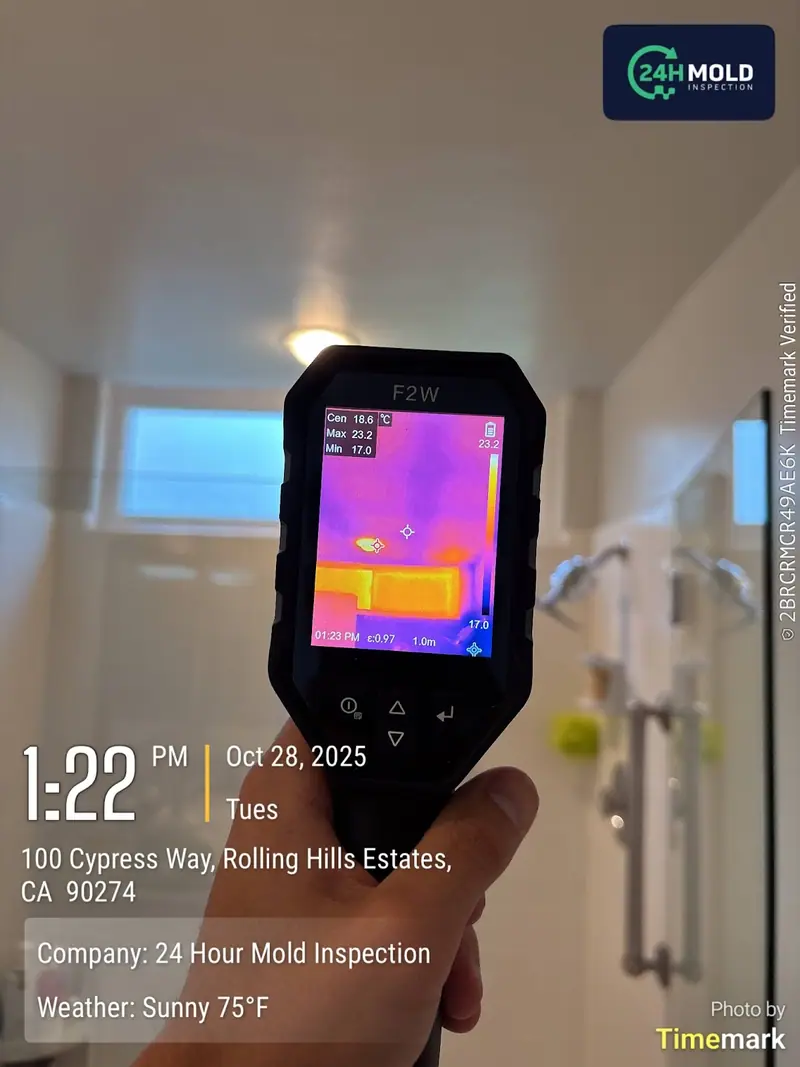 24H MOLD
INSPECTION
F2W
Cen 18.6 °C
Max 23.2
Min 17.0
23.2
17.0
01:23 PM ε:0.97 1.0m
1:22 PM
Oct 28, 2025
Tues
100 Cypress Way, Rolling Hills Estates,
CA 90274
Company: 24 Hour Mold Inspection
Weather: Sunny 75°F
Photo by
Timemark
2BRCRMCR49AE6K Timemark Verified